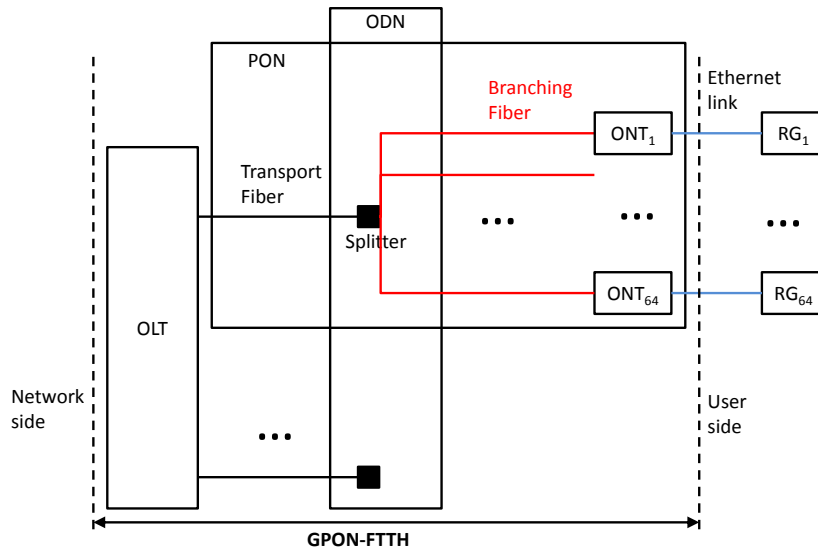 ODN
PON
Branching
Fiber
Ethernet
link
ONT1
RG1
Transport
Fiber
...
...
...
Splitter
ONT64
RG64
OLT
Network
side
...
User
side
GPON-FTTH